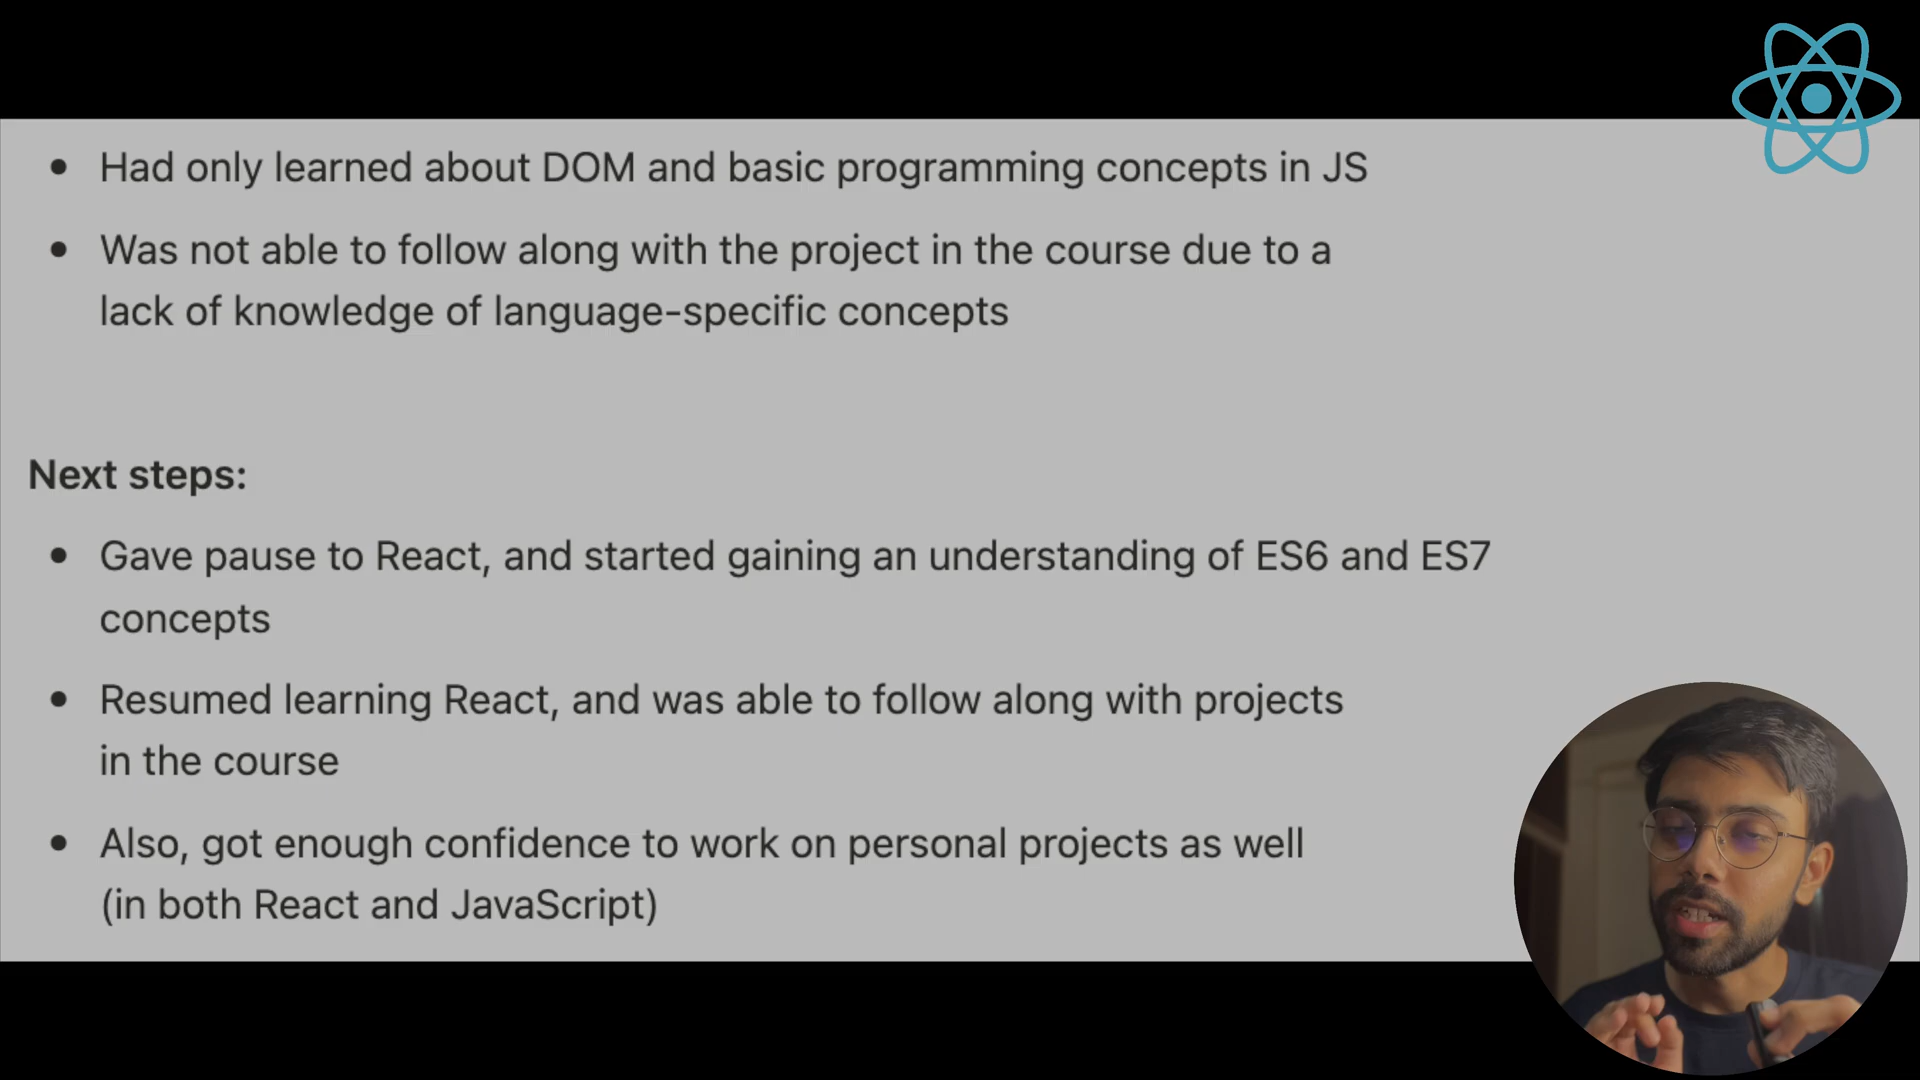 • Had only learned about DOM and basic programming concepts in JS
• Was not able to follow along with the project in the course due to a
lack of knowledge of language-specific concepts
Next steps:
• Gave pause to React, and started gaining an understanding of ES6 and ES7
concepts
• Resumed learning React, and was able to follow along with projects
in the course
• Also, got enough confidence to work on personal projects as well
(in both React and JavaScript)